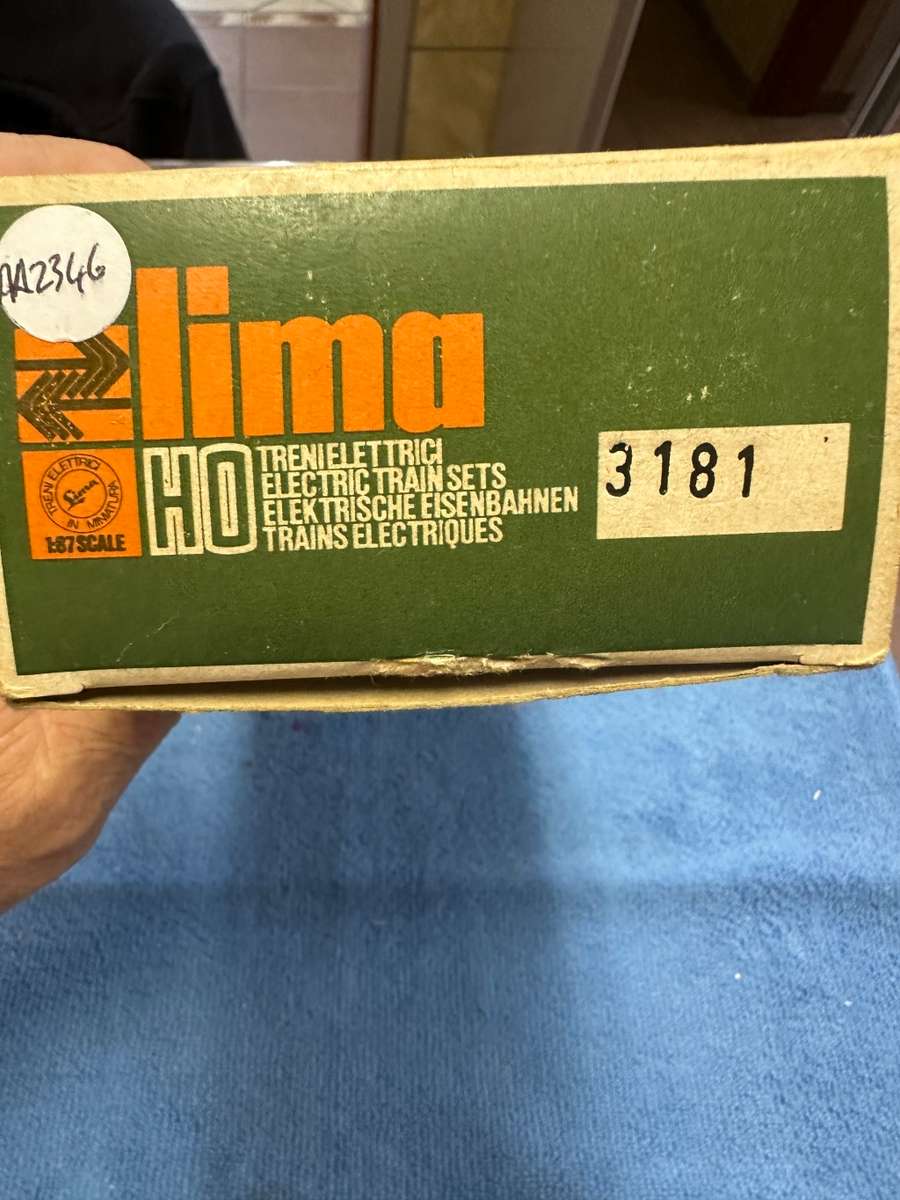 AA2346
lima
HO
TRENI ELETTRICI
ELECTRIC TRAIN SETS
ELEKTRISCHE EISENBAHNEN
TRAINS ELECTRIQUES
3181
TRENI ELETTRICI
Lima
IN MINIATURA
1:87 SCALE